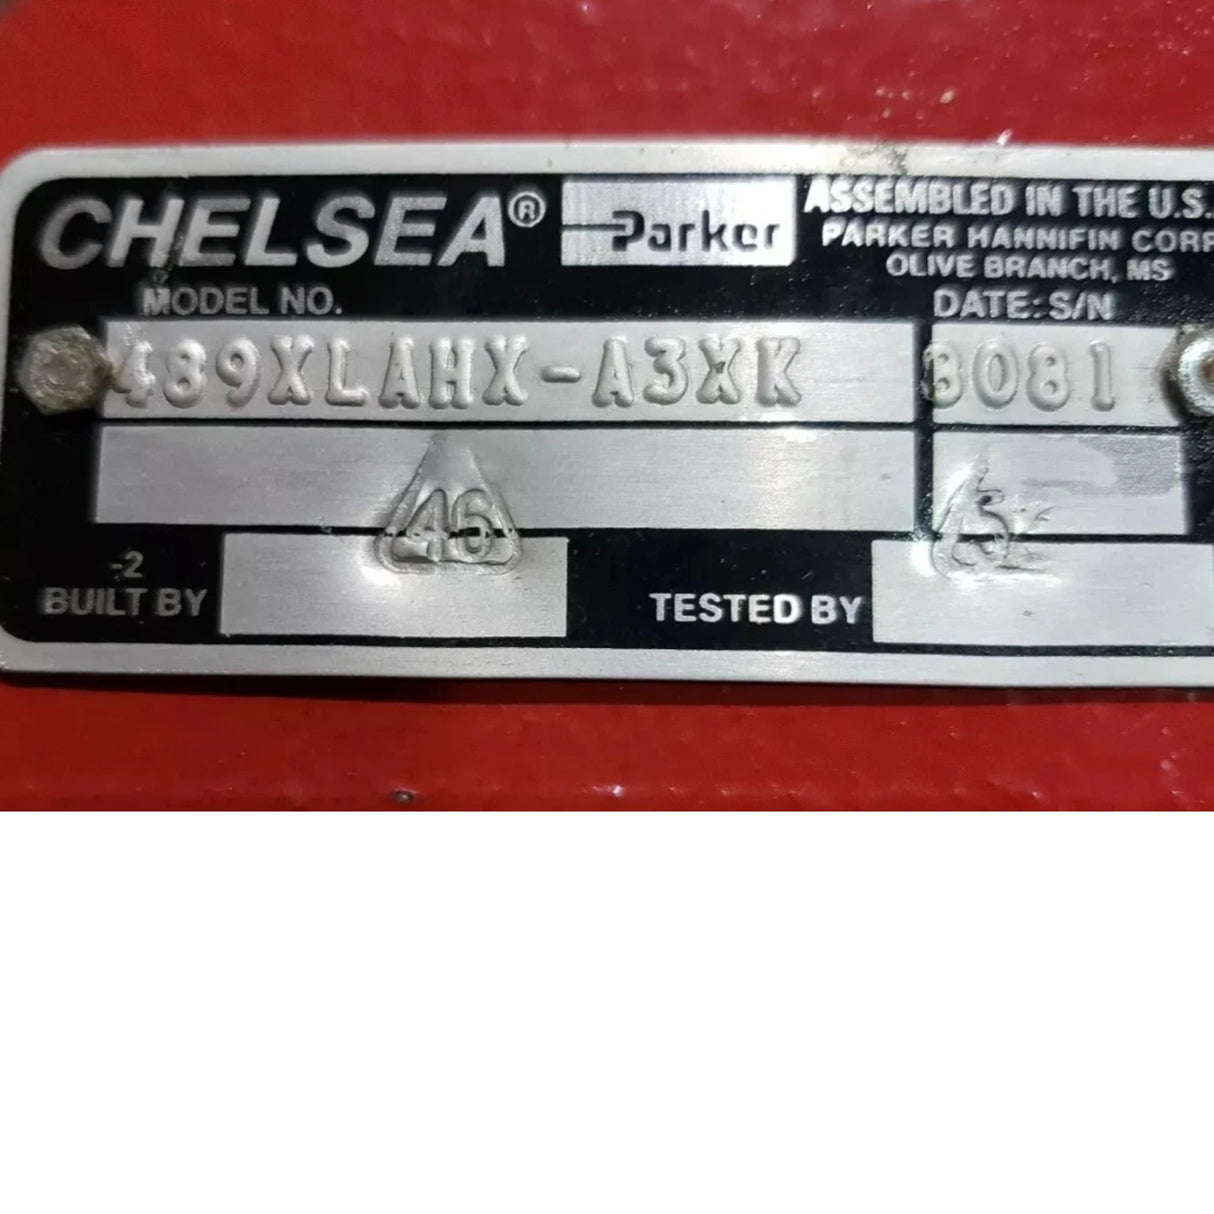 CHELSEA® Parker
ASSEMBLED IN THE U.S.
PARKER HANNIFIN CORP
OLIVE BRANCH, MS
MODEL NO.
DATE: S/N
489XLAHX-A3XK
3081
46
5
-2
BUILT BY
TESTED BY